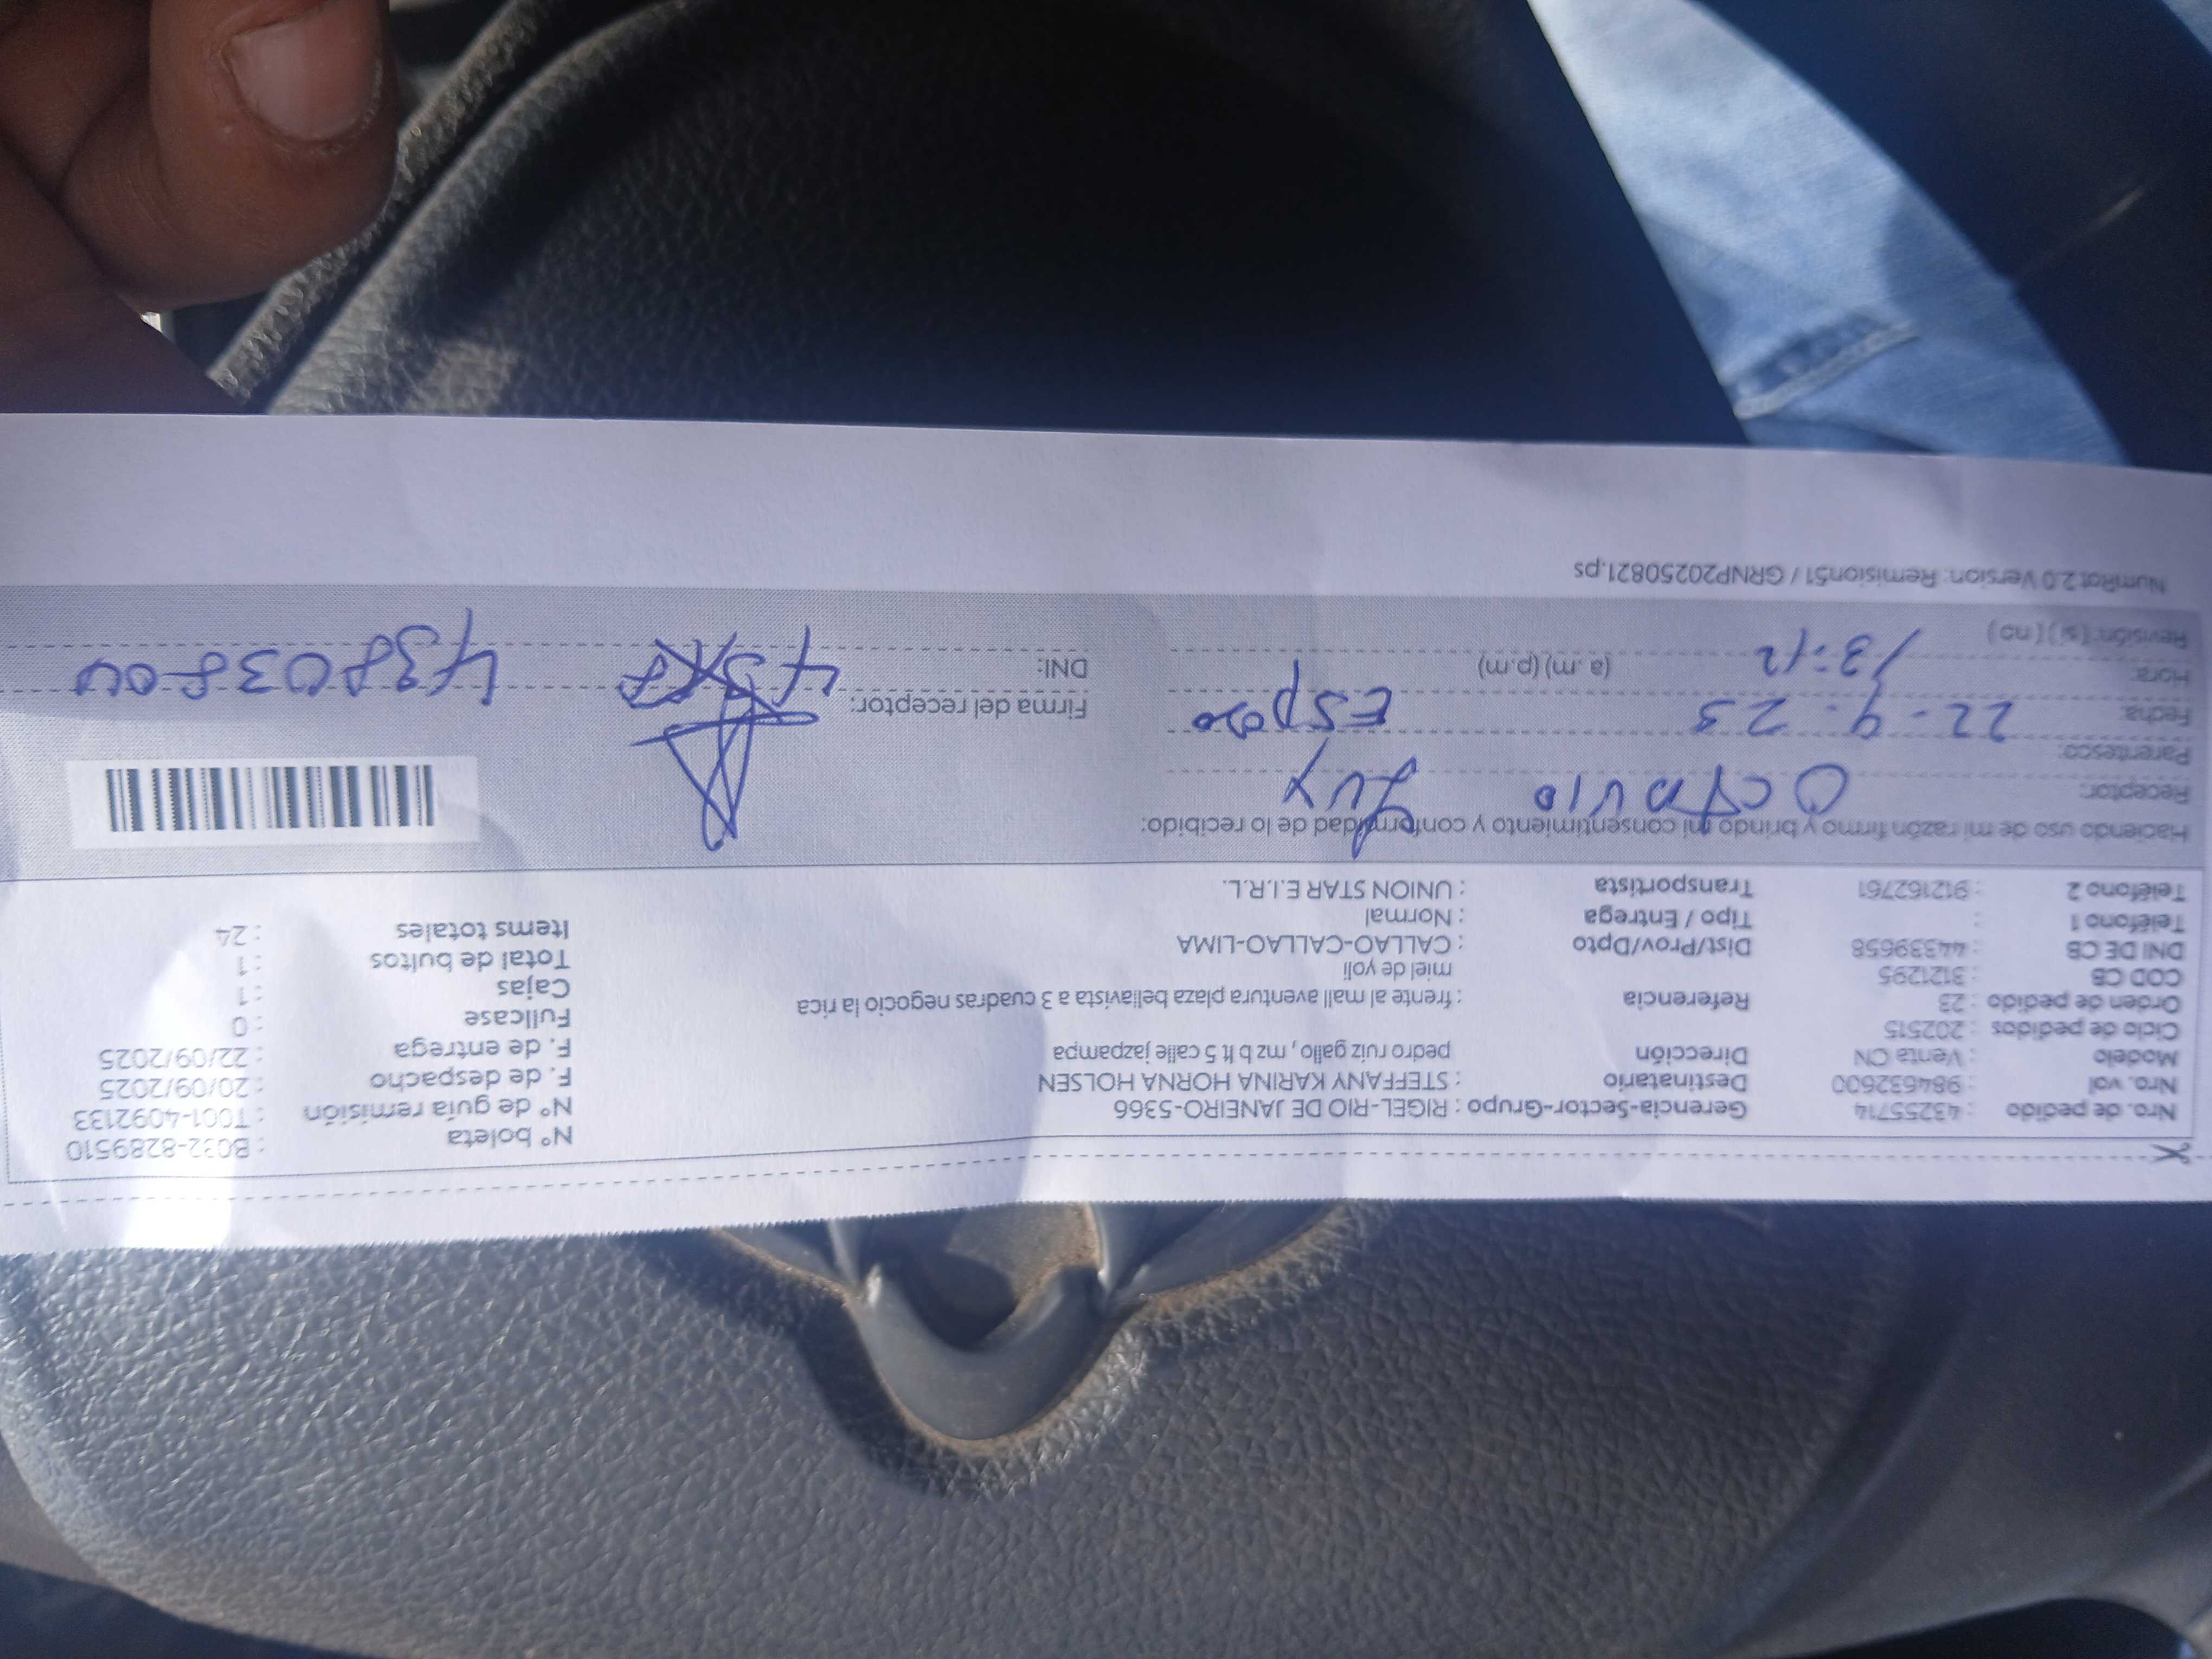 Nro. de pedido : 43255714 Gerencia-Sector-Grupo : RIGEL-RIO DE JANEIRO-5366 N° boleta : B032-8289510
Nro. val : 984632600 Destinatario : STEFFANY KARINA HORNA HOLSEN N° de guía remisión : T001-4092133
Modelo : Venta CN Dirección pedro ruiz gallo , mz b lt 5 calle jazpampa F. de despacho : 20/09/2025
Ciclo de pedidos : 202515 F. de entrega : 22/09/2025
Orden de pedido : 23 Referencia : frente al mall aventura plaza bellavista a 3 cuadras negocio la rica Fullcase : 0
COD CB : 3121295 miel de yoli Cajas : 1
DNI DE CB : 44339658 Dist/Prov/Dpto : CALLAO-CALLAO-LIMA Total de bultos : 1
Teléfono 1 : Tipo / Entrega : Normal Items totales : 24
Teléfono 2 : 912162761 Transportista : UNION STAR E.I.R.L.
Haciendo uso de mi razón firmo y brindo mi consentimiento y conformidad de lo recibido:
Receptor: Octavio
Parentesco: Esposo
Fecha: 22-9-25 Firma del receptor:
Hora: 13:12 (a .m) (p.m) DNI:
Revisión: ( si ) ( no )
NumRot 2.0 Version: Remision51 / GRNP20250821.ps